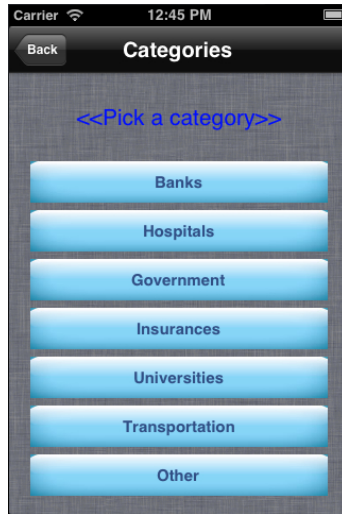 Carrier 12:45 PM
Back Categories
<<Pick a category>>
Banks
Hospitals
Government
Insurances
Universities
Transportation
Other